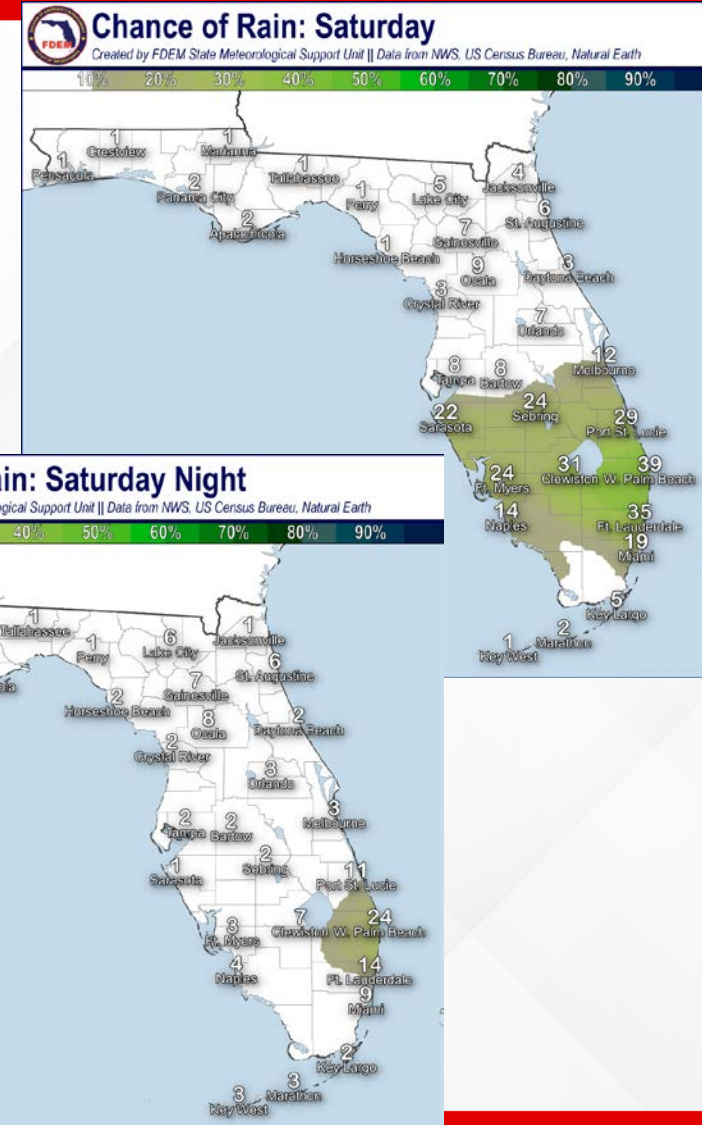 FDEM
Chance of Rain: Saturday
Created by FDEM State Meteorological Support Unit || Data from NWS, US Census Bureau, Natural Earth
10% 20% 30% 40% 50% 60% 70% 80% 90%
1
Crestview
1
Marianna
1
Pensacola
2
Panama City
2
Apalachicola
1
Tallahassee
1
Perry
5
Lake City
4
Jacksonville
6
St. Augustine
7
Gainesville
1
Horseshoe Beach
9
Ocala
3
Daytona Beach
3
Crystal River
7
Orlando
12
Melbourne
8
Tampa
8
Bartow
22
Sarasota
24
Sebring
29
Port St. Lucie
24
Ft. Myers
31
Clewiston
39
W. Palm Beach
14
Naples
35
Ft. Lauderdale
19
Miami
5
Key Largo
2
Marathon
1
Key West
ain: Saturday Night
ogical Support Unit || Data from NWS, US Census Bureau, Natural Earth
40% 50% 60% 70% 80% 90%
1
Tallahassee
1
Perry
6
Lake City
1
Jacksonville
6
St. Augustine
7
Gainesville
ola
2
Horseshoe Beach
8
Ocala
2
Daytona Beach
2
Crystal River
3
Orlando
3
Melbourne
2
Tampa
2
Bartow
1
Sarasota
2
Sebring
11
Port St. Lucie
3
Ft. Myers
7
Clewiston
24
W. Palm Beach
4
Naples
14
Ft. Lauderdale
9
Miami
2
Key Largo
3
Marathon
3
Key West